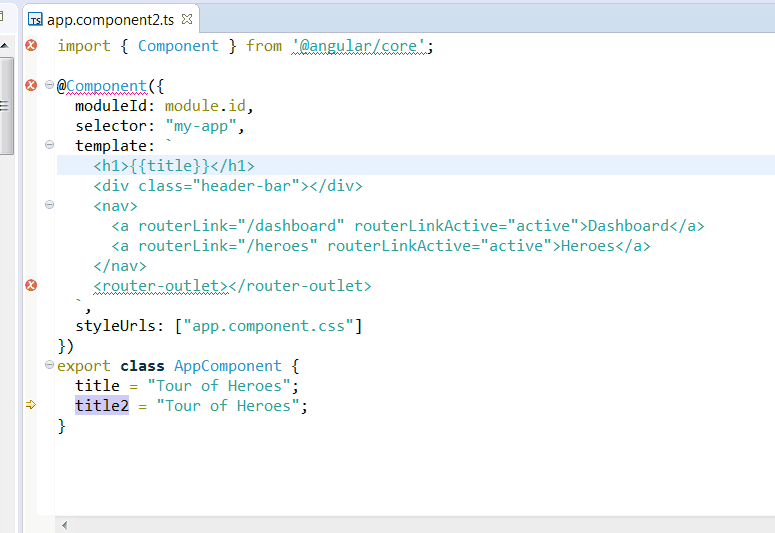 TS app.component2.ts
import { Component } from '@angular/core';
@Component({
moduleId: module.id,
selector: "my-app",
template: `
<h1>{{title}}</h1>
<div class="header-bar"></div>
<nav>
<a routerLink="/dashboard" routerLinkActive="active">Dashboard</a>
<a routerLink="/heroes" routerLinkActive="active">Heroes</a>
</nav>
<router-outlet></router-outlet>
`,
styleUrls: ["app.component.css"]
})
export class AppComponent {
title = "Tour of Heroes";
title2 = "Tour of Heroes";
}